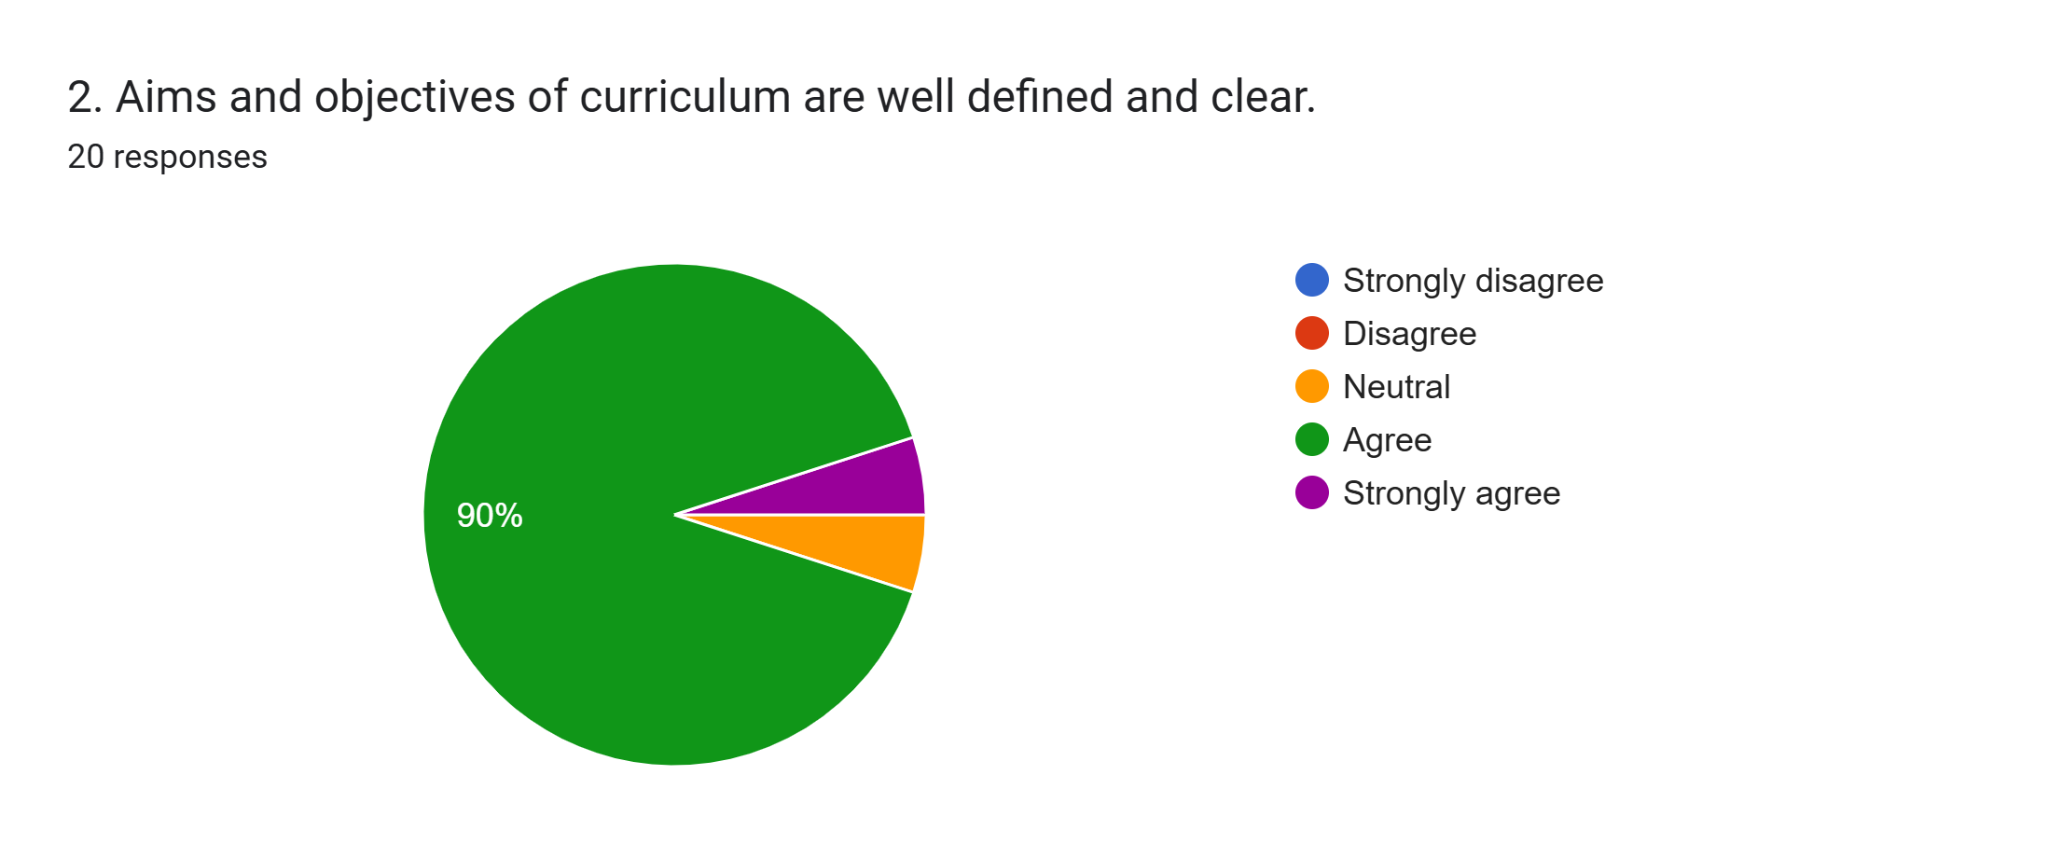 2. Aims and objectives of curriculum are well defined and clear.
20 responses
90%
Strongly disagree
Disagree
Neutral
Agree
Strongly agree